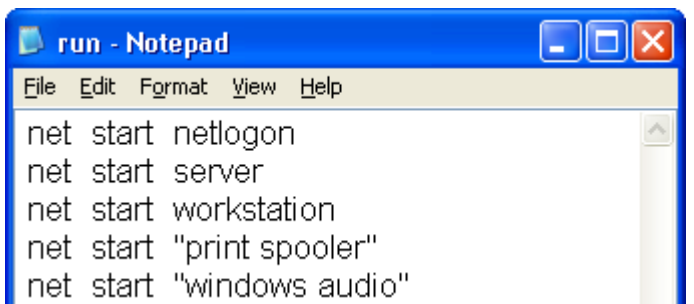 run - Notepad
File Edit Format View Help
net start netlogon
net start server
net start workstation
net start "print spooler"
net start "windows audio"